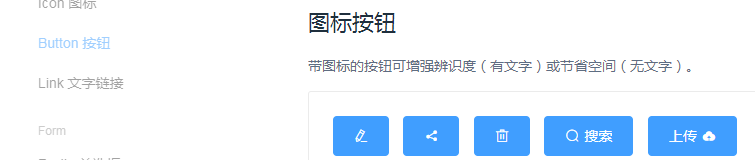 Icon 图标
Button 按钮
Link 文字链接
Form
图标按钮
带图标的按钮可增强辨识度（有文字）或节省空间（无文字）。
搜索
上传